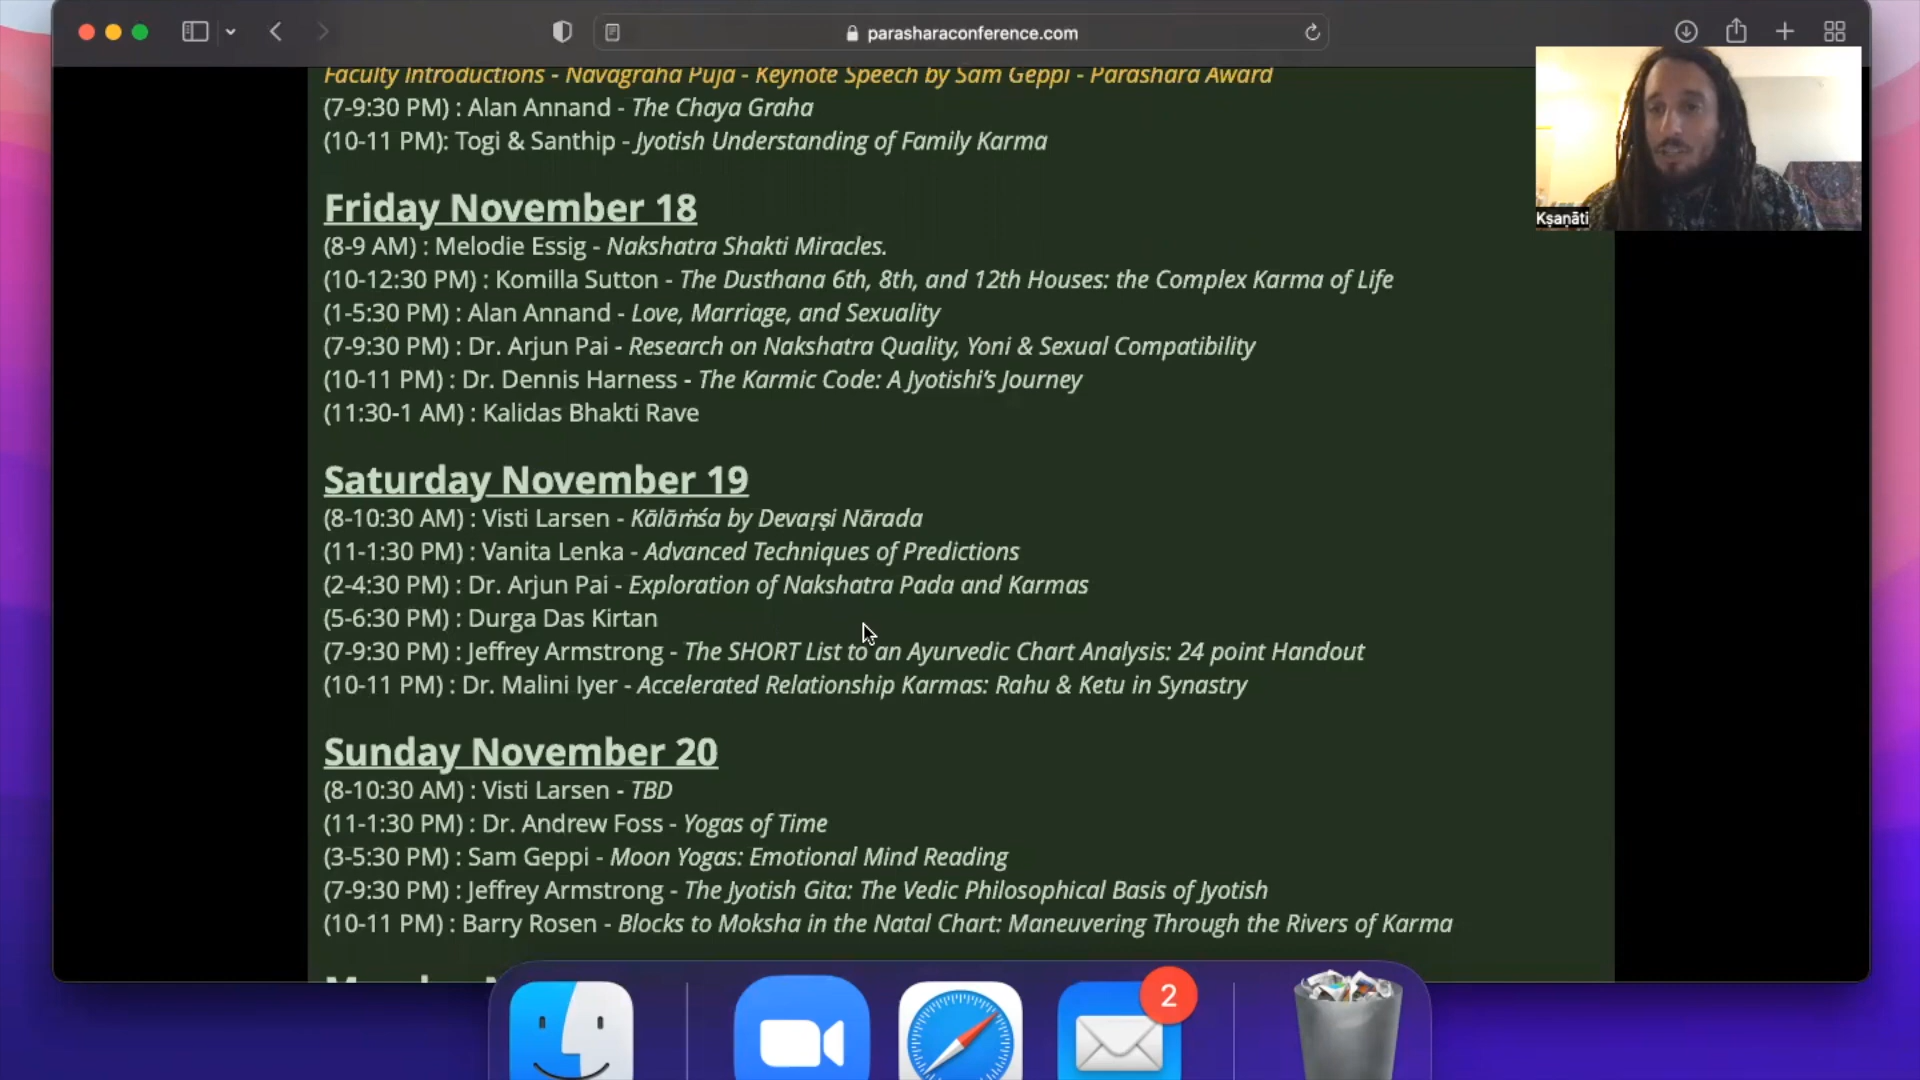 parasharaconference.com
Faculty Introductions - Navagraha Puja - Keynote Speech by Sam Geppi - Parashara Award
(7-9:30 PM) : Alan Annand - The Chaya Graha
(10-11 PM): Togi & Santhip - Jyotish Understanding of Family Karma
Kṣaṇāti
Friday November 18
(8-9 AM) : Melodie Essig - Nakshatra Shakti Miracles.
(10-12:30 PM) : Komilla Sutton - The Dusthana 6th, 8th, and 12th Houses: the Complex Karma of Life
(1-5:30 PM) : Alan Annand - Love, Marriage, and Sexuality
(7-9:30 PM) : Dr. Arjun Pai - Research on Nakshatra Quality, Yoni & Sexual Compatibility
(10-11 PM) : Dr. Dennis Harness - The Karmic Code: A Jyotishi's Journey
(11:30-1 AM) : Kalidas Bhakti Rave
Saturday November 19
(8-10:30 AM) : Visti Larsen - Kālāṁśa by Devaṛṣi Nārada
(11-1:30 PM) : Vanita Lenka - Advanced Techniques of Predictions
(2-4:30 PM) : Dr. Arjun Pai - Exploration of Nakshatra Pada and Karmas
(5-6:30 PM) : Durga Das Kirtan
(7-9:30 PM) : Jeffrey Armstrong - The SHORT List to an Ayurvedic Chart Analysis: 24 point Handout
(10-11 PM) : Dr. Malini Iyer - Accelerated Relationship Karmas: Rahu & Ketu in Synastry
Sunday November 20
(8-10:30 AM) : Visti Larsen - TBD
(11-1:30 PM) : Dr. Andrew Foss - Yogas of Time
(3-5:30 PM) : Sam Geppi - Moon Yogas: Emotional Mind Reading
(7-9:30 PM) : Jeffrey Armstrong - The Jyotish Gita: The Vedic Philosophical Basis of Jyotish
(10-11 PM) : Barry Rosen - Blocks to Moksha in the Natal Chart: Maneuvering Through the Rivers of Karma
2